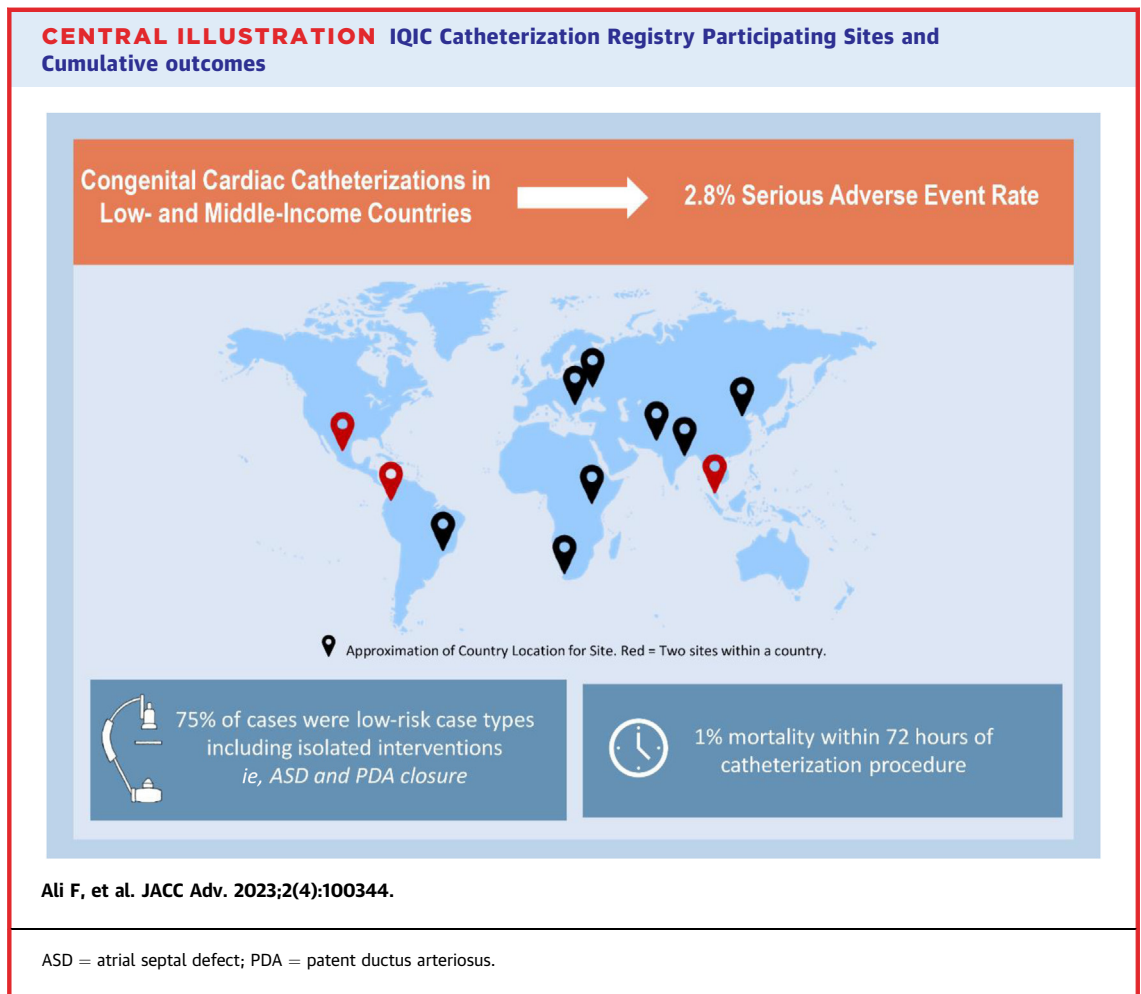 CENTRAL ILLUSTRATION IQIC Catheterization Registry Participating Sites and
Cumulative outcomes
Congenital Cardiac Catheterizations in
Low- and Middle-Income Countries
2.8% Serious Adverse Event Rate
Approximation of Country Location for Site. Red = Two sites within a country.
75% of cases were low-risk case types
including isolated interventions
ie, ASD and PDA closure
1% mortality within 72 hours of
catheterization procedure
Ali F, et al. JACC Adv. 2023;2(4):100344.
ASD = atrial septal defect; PDA = patent ductus arteriosus.